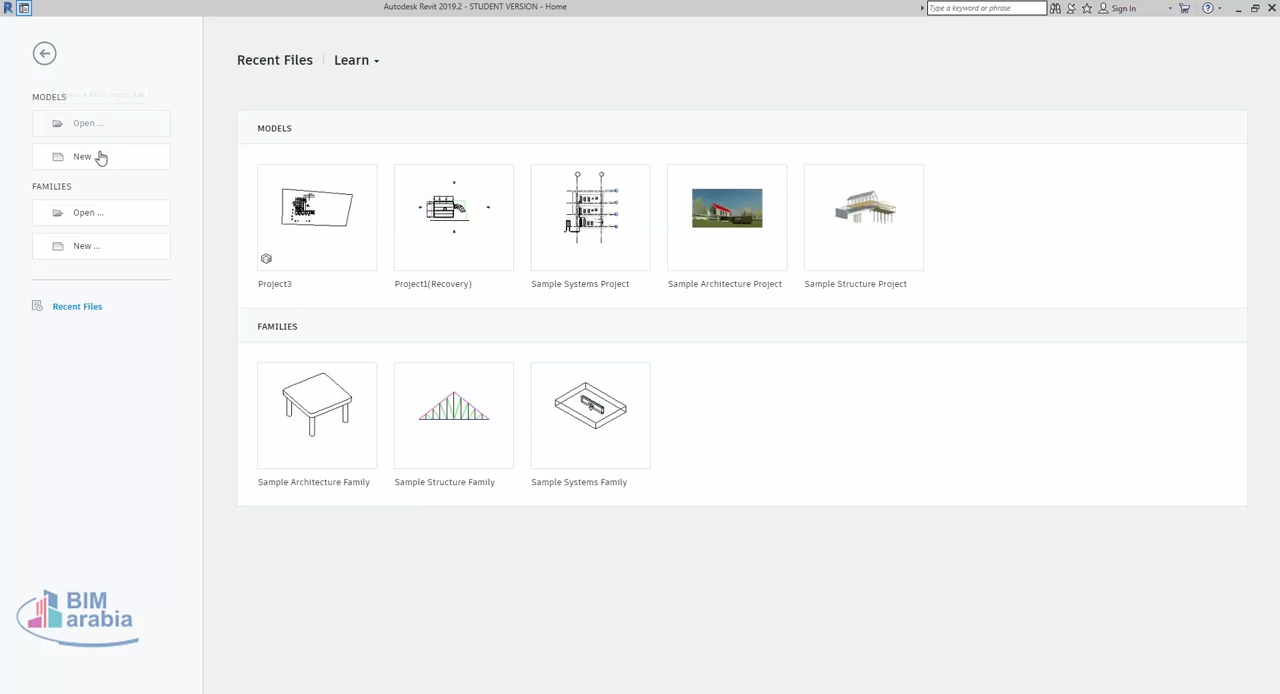 Autodesk Revit 2019.2 - STUDENT VERSION - Home
Type a keyword or phrase
Sign In
Recent Files
Learn
MODELS
Open ...
New
FAMILIES
Open ...
New ...
Recent Files
MODELS
Project3
Project1(Recovery)
Sample Systems Project
Sample Architecture Project
Sample Structure Project
FAMILIES
Sample Architecture Family
Sample Structure Family
Sample Systems Family
BIM
arabia